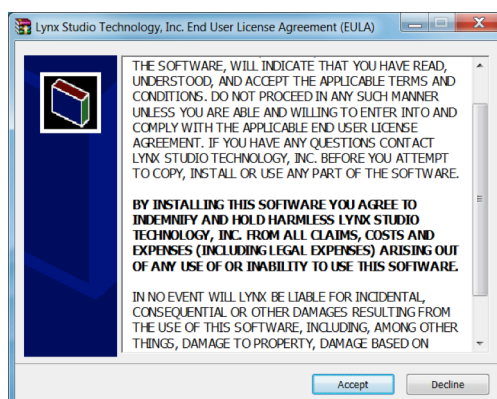 Lynx Studio Technology, Inc. End User License Agreement (EULA)
THE SOFTWARE, WILL INDICATE THAT YOU HAVE READ,
UNDERSTOOD, AND ACCEPT THE APPLICABLE TERMS AND
CONDITIONS. DO NOT PROCEED IN ANY SUCH MANNER
UNLESS YOU ARE ABLE AND WILLING TO ENTER INTO AND
COMPLY WITH THE APPLICABLE END USER LICENSE
AGREEMENT. IF YOU HAVE ANY QUESTIONS CONTACT
LYNX STUDIO TECHNOLOGY, INC. BEFORE YOU ATTEMPT
TO COPY, INSTALL OR USE ANY PART OF THE SOFTWARE.
BY INSTALLING THIS SOFTWARE YOU AGREE TO
INDEMNIFY AND HOLD HARMLESS LYNX STUDIO
TECHNOLOGY, INC. FROM ALL CLAIMS, COSTS AND
EXPENSES (INCLUDING LEGAL EXPENSES) ARISING OUT
OF ANY USE OF OR INABILITY TO USE THIS SOFTWARE.
IN NO EVENT WILL LYNX BE LIABLE FOR INCIDENTAL,
CONSEQUENTIAL OR OTHER DAMAGES RESULTING FROM
THE USE OF THIS SOFTWARE, INCLUDING, AMONG OTHER
THINGS, DAMAGE TO PROPERTY, DAMAGE BASED ON
Accept Decline